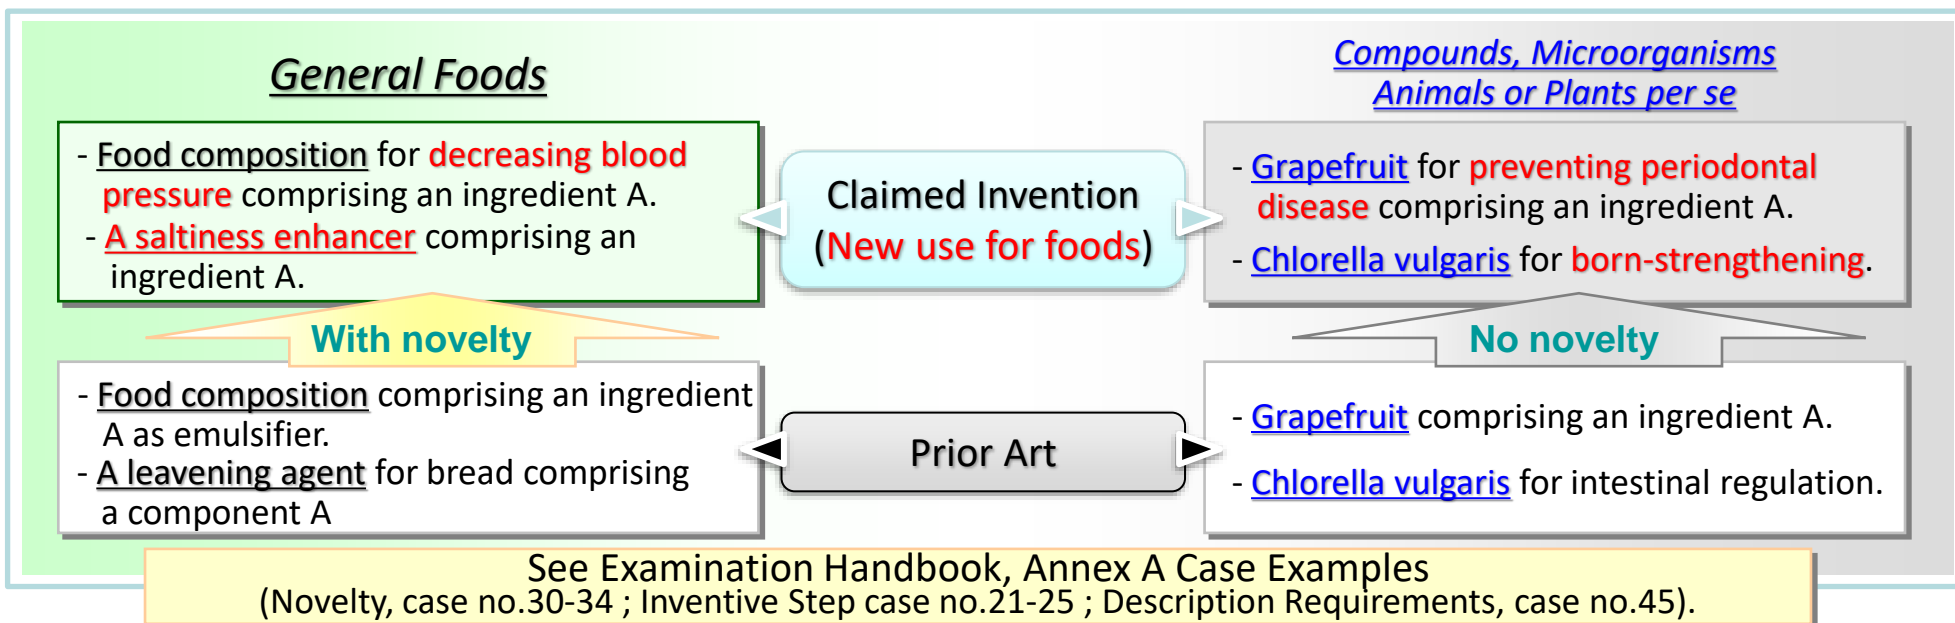 General Foods
- Food composition for decreasing blood
pressure comprising an ingredient A.
- A saltiness enhancer comprising an
ingredient A.
With novelty
- Food composition comprising an ingredient
A as emulsifier.
- A leavening agent for bread comprising
a component A
Claimed Invention
(New use for foods)
Prior Art
Compounds, Microorganisms
Animals or Plants per se
- Grapefruit for preventing periodontal
disease comprising an ingredient A.
- Chlorella vulgaris for born-strengthening.
No novelty
- Grapefruit comprising an ingredient A.
- Chlorella vulgaris for intestinal regulation.
See Examination Handbook, Annex A Case Examples
(Novelty, case no.30-34 ; Inventive Step case no.21-25 ; Description Requirements, case no.45).